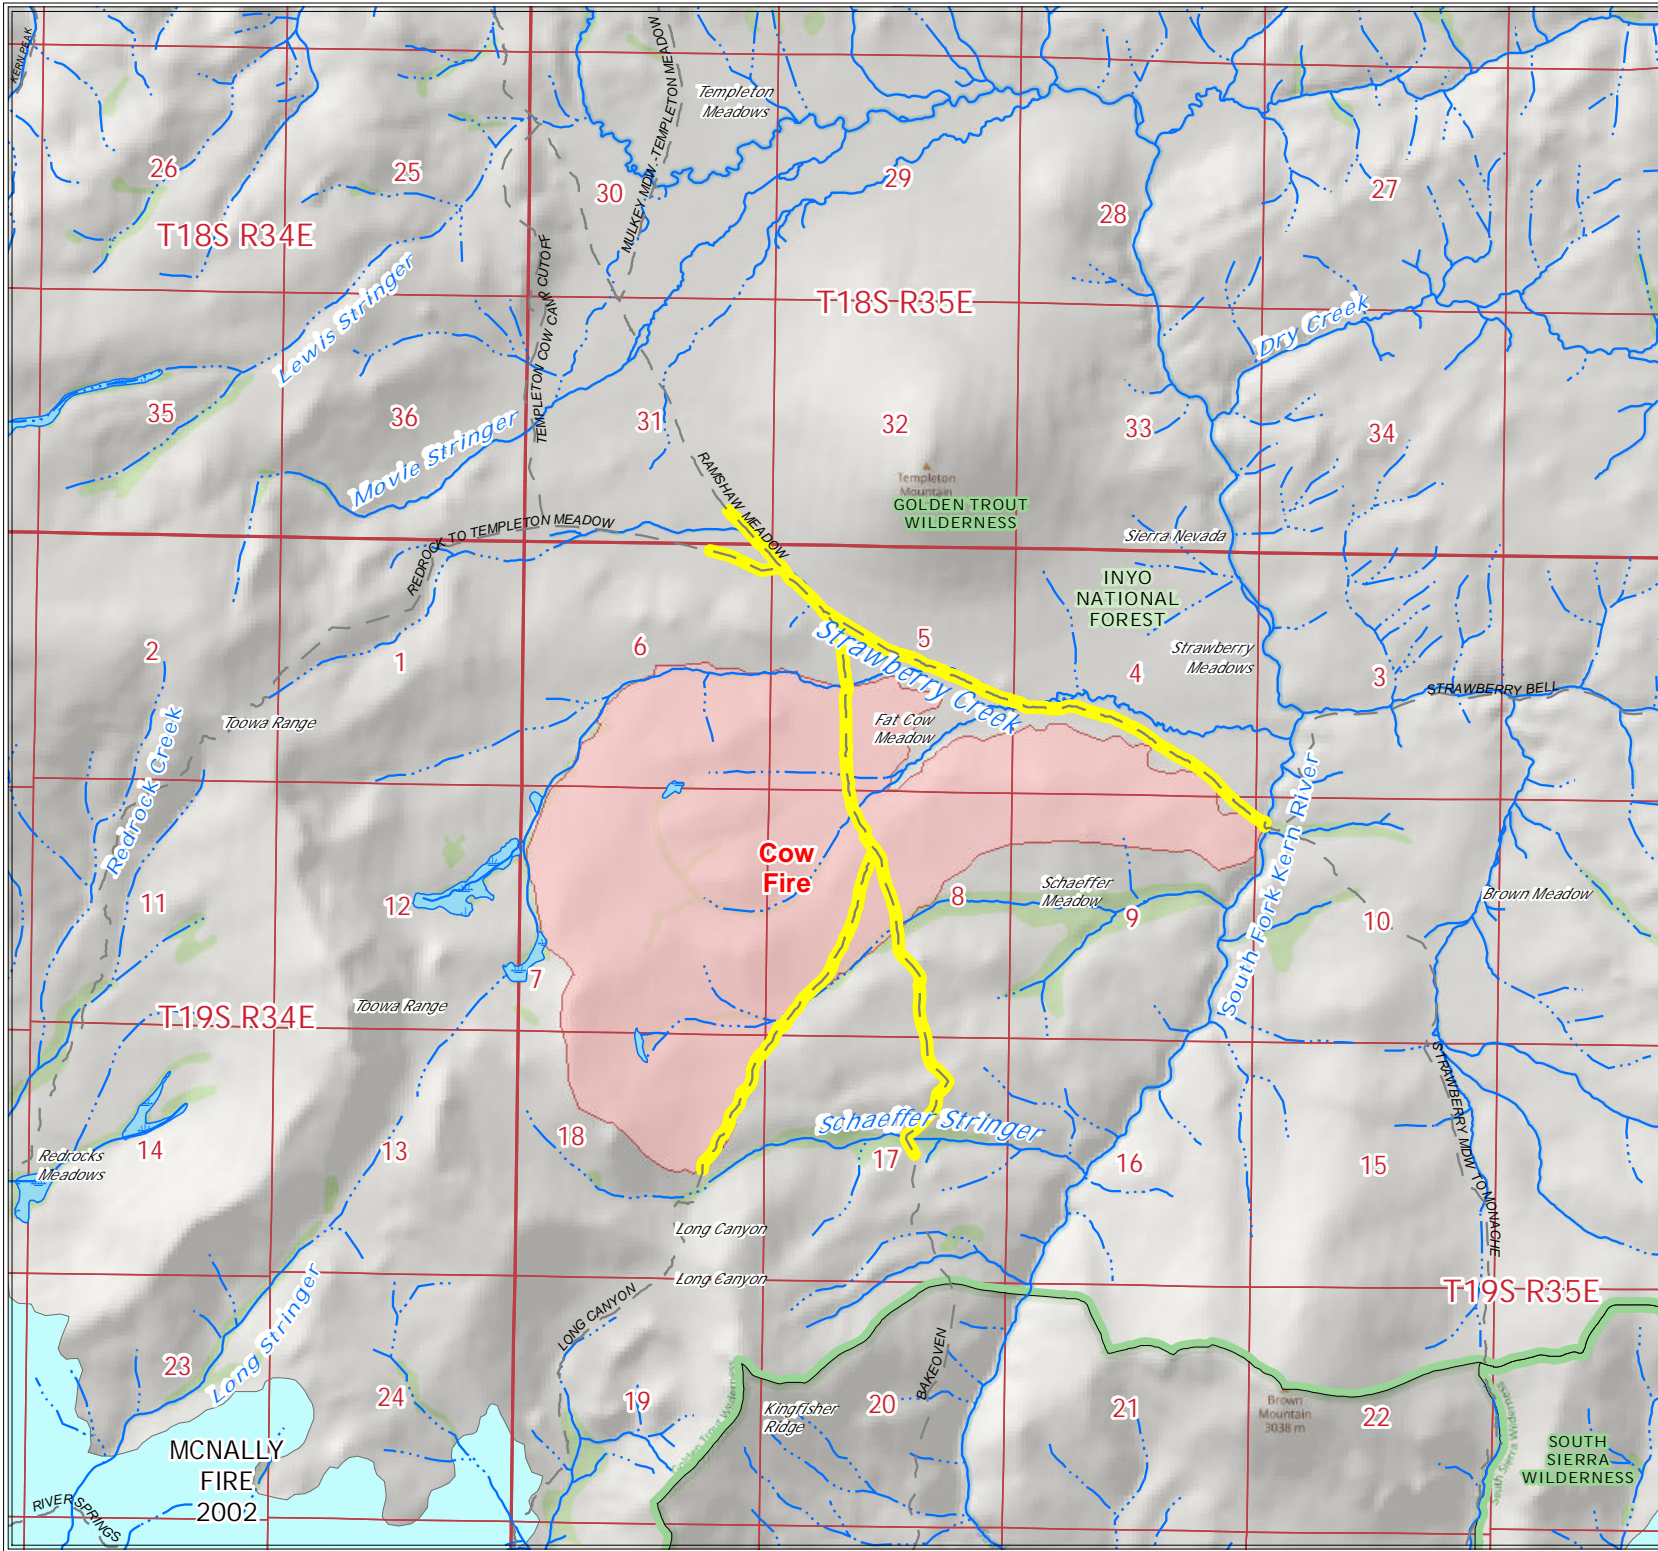 KERN PEAK
MULKEY MDW.-TEMPLETON MEADOW
Templeton
Meadows
26
25
30
29
28
27
T18S R34E
T18S R35E
Lewis Stringer
TEMPLETON COW CAMP CUTOFF
Dry Creek
35
36
31
32
33
34
Movie Stringer
RAMSHAW MEADOW
Templeton
Mountain
GOLDEN TROUT
WILDERNESS
REDROCK TO TEMPLETON MEADOW
Sierra Nevada
INYO
NATIONAL
FOREST
2
1
6
5
4
3
Strawberry
Meadows
Strawberry Creek
STRAWBERRY BELL
Toowa Range
Fat Cow
Meadow
Redrock Creek
South Fork Kern River
Cow
Fire
11
12
7
8
9
10
Schaeffer
Meadow
Brown Meadow
T19S R34E
Toowa Range
STRAWBERRY MDW TO MONACHE
Schaeffer Stringer
Redrocks
Meadows
14
13
18
17
16
15
Long Canyon
Long Canyon
LONG CANYON
T19S R35E
Long Stringer
23
24
19
20
21
22
BAKEOVEN
Kingfisher
Ridge
Golden Trout Wilderness
Brown
Mountain
3038 m
South Sierra Wilderness
SOUTH
SIERRA
WILDERNESS
MCNALLY
FIRE
2002
RIVER SPRINGS